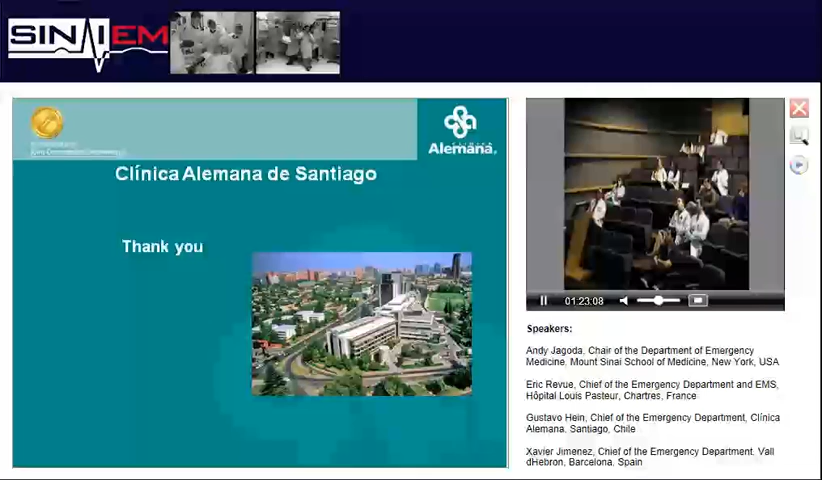 SINAEM
Alemana
Clínica Alemana de Santiago
Thank you
01:23:08
Speakers:
Andy Jagoda, Chair of the Department of Emergency
Medicine, Mount Sinai School of Medicine, New York, USA
Eric Revue, Chief of the Emergency Department and EMS,
Hôpital Louis Pasteur, Chartres, France
Gustavo Hein, Chief of the Emergency Department, Clínica
Alemana. Santiago, Chile
Xavier Jimenez, Chief of the Emergency Department. Vall
dHebron, Barcelona. Spain